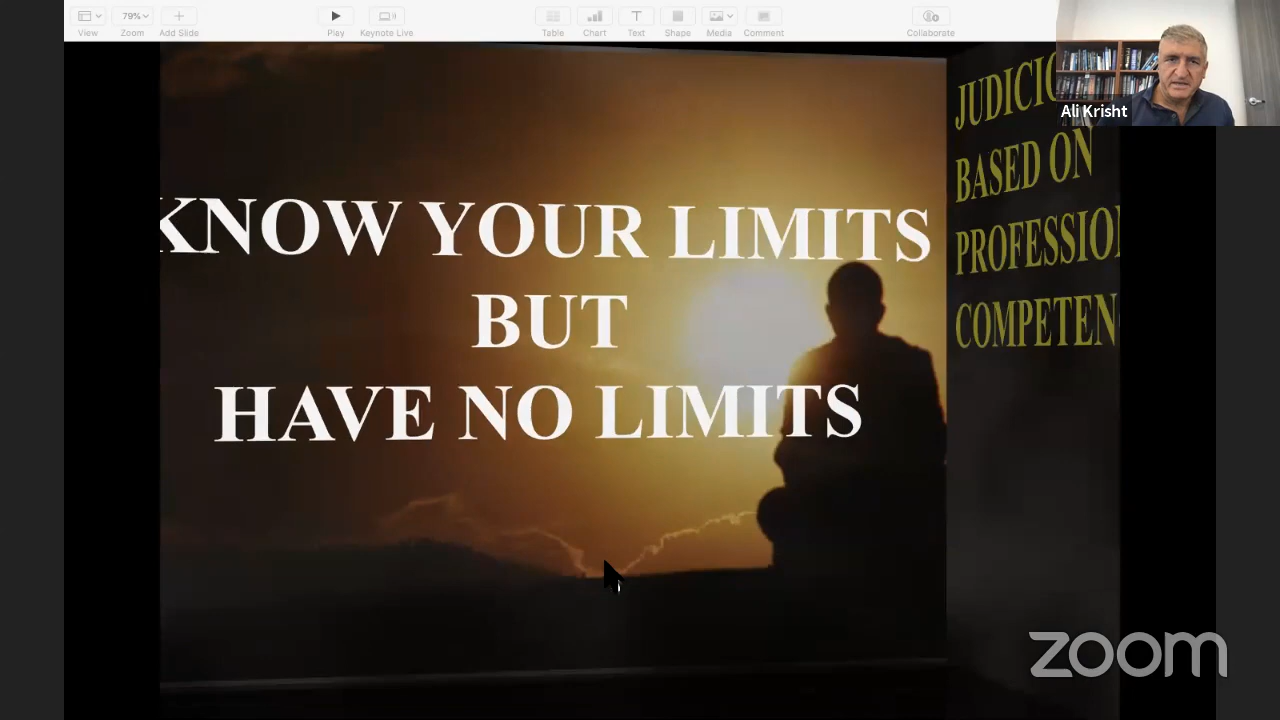 View
79%
Zoom
Add Slide
Play
Keynote Live
Table
Chart
Text
Shape
Media
Comment
Collaborate
Ali Krisht
KNOW YOUR LIMITS
BUT
HAVE NO LIMITS
BASED ON
zoom